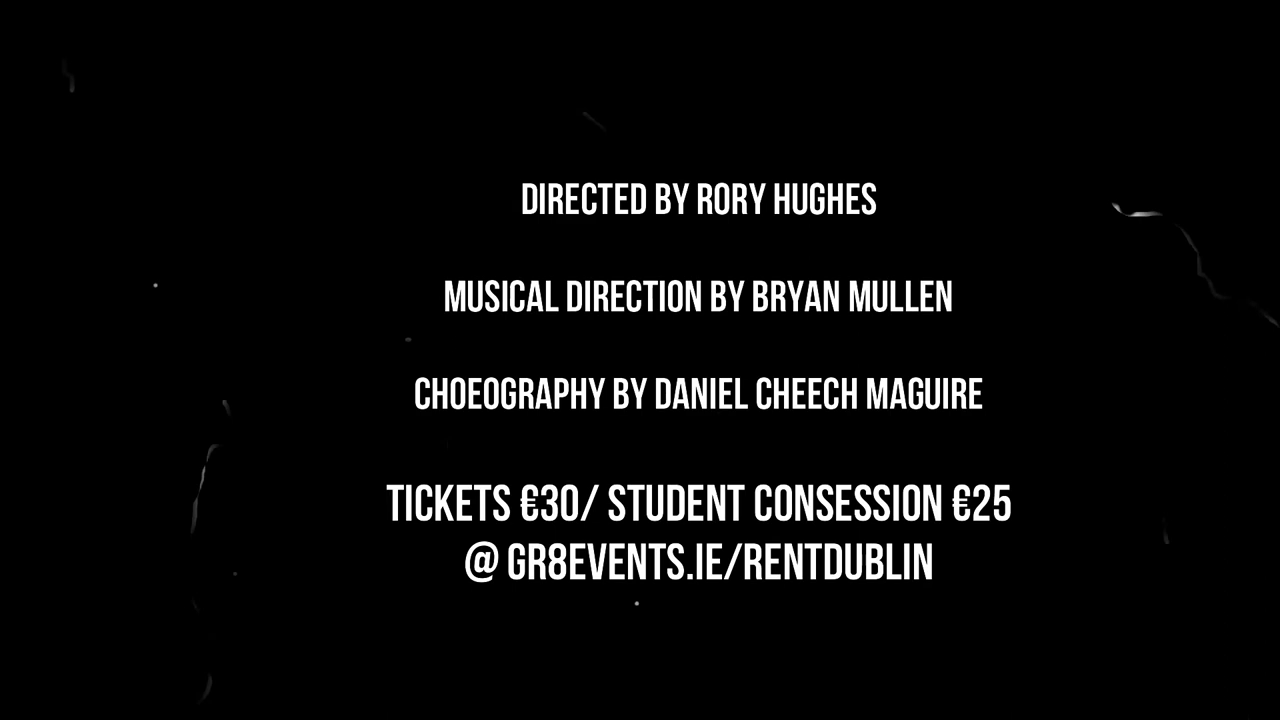 DIRECTED BY RORY HUGHES
MUSICAL DIRECTION BY BRYAN MULLEN
CHOEOGRAPHY BY DANIEL CHEECH MAGUIRE
TICKETS €30/ STUDENT CONSESSION €25
@ GR8EVENTS.IE/RENTDUBLIN